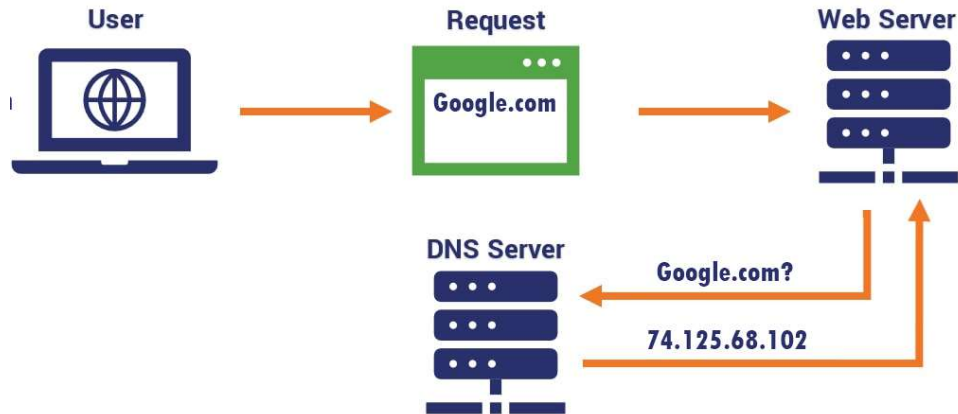 User
Request
Web Server
Google.com
DNS Server
Google.com?
74.125.68.102